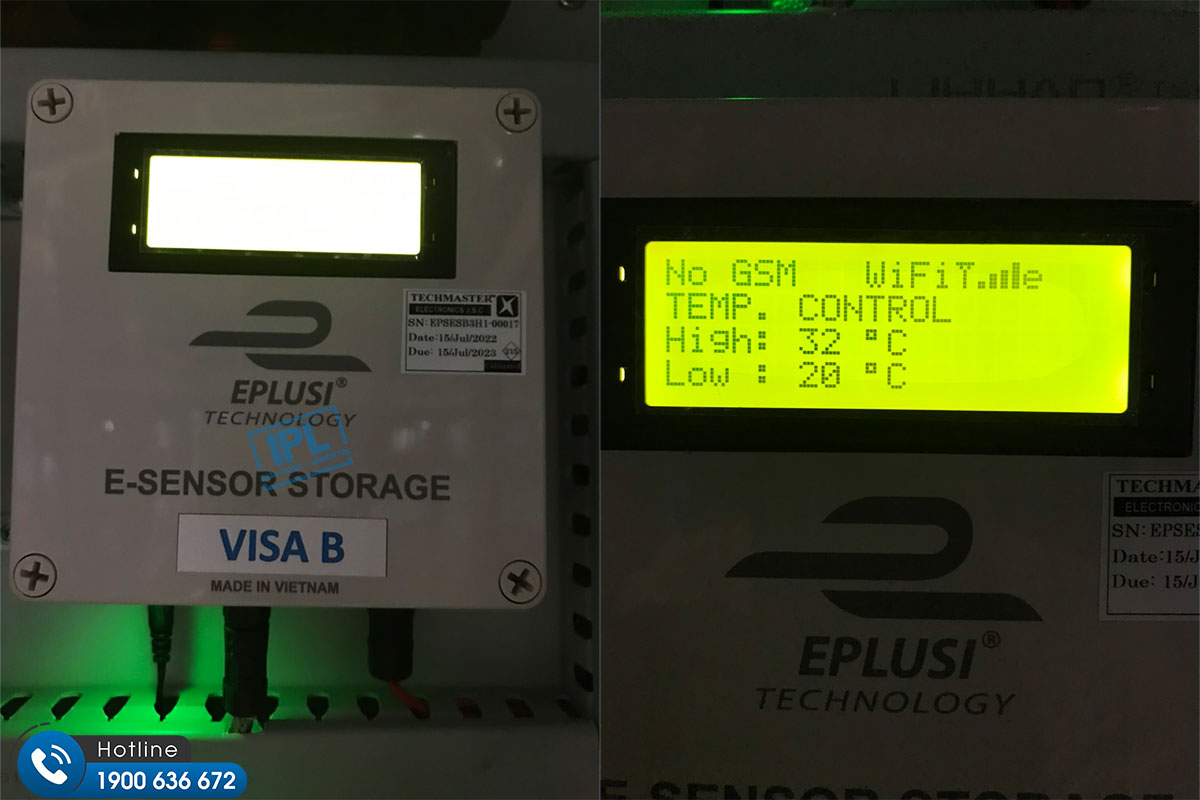 TECHMASTER
ELECTRONICS J.S.C
SN: EPSESB3H1-00017
Date:15/Jul/2022
Due: 15/Jul/2023
EPLUSI®
TECHNOLOGY
IPL
E-SENSOR STORAGE
VISA B
MADE IN VIETNAM
Hotline
1900 636 672
No GSM WiFi
TEMP. CONTROL
High: 32 °C
Low : 20 °C
TECHMA
ELECTRONIC
SN: EPSES
Date:15/J
Due: 15/J
EPLUSI®
TECHNOLOGY
E-SENSOR STORAGE